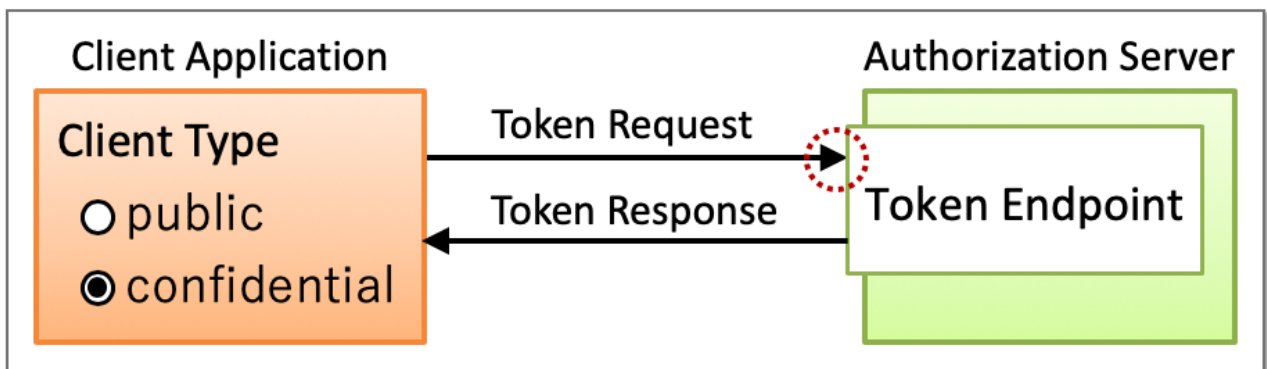 Client Application
Authorization Server
Client Type
public
confidential
Token Request
Token Response
Token Endpoint